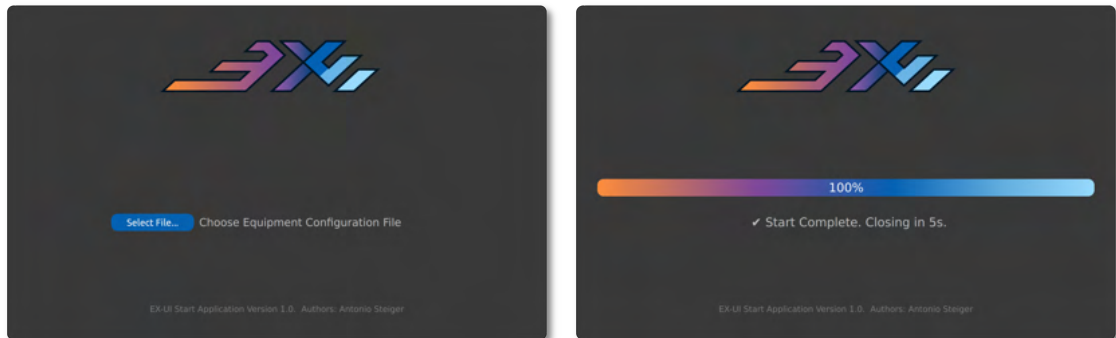 Select File... Choose Equipment Configuration File
EX-UI Start Application Version 1.0. Authors: Antonio Steiger
100%
✔ Start Complete. Closing in 5s.
EX-UI Start Application Version 1.0. Authors: Antonio Steiger